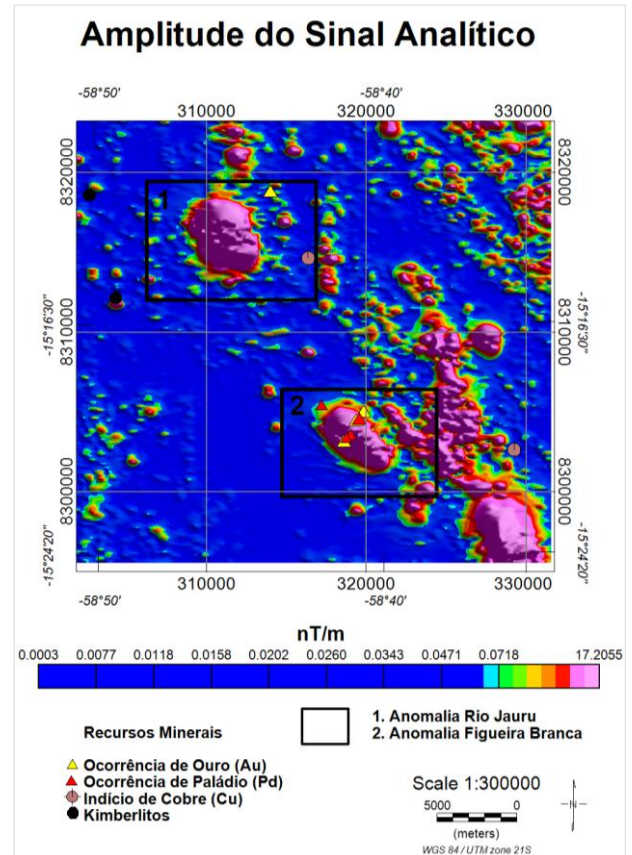 Amplitude do Sinal Analítico
-58°50' -58°40'
310000 320000 330000
8320000 8320000
1
-15°16'30" -15°16'30"
8310000 8310000
2
8300000 8300000
-15°24'20" -15°24'20"
310000 320000 330000
-58°50' -58°40'
nT/m
0.0003 0.0077 0.0118 0.0158 0.0202 0.0260 0.0343 0.0471 0.0718 17.2055
Recursos Minerais
1. Anomalia Rio Jauru
2. Anomalia Figueira Branca
Ocorrência de Ouro (Au)
Ocorrência de Paládio (Pd)
Indício de Cobre (Cu)
Kimberlitos
Scale 1:300000
5000 0
(meters)
N
WGS 84 / UTM zone 21S